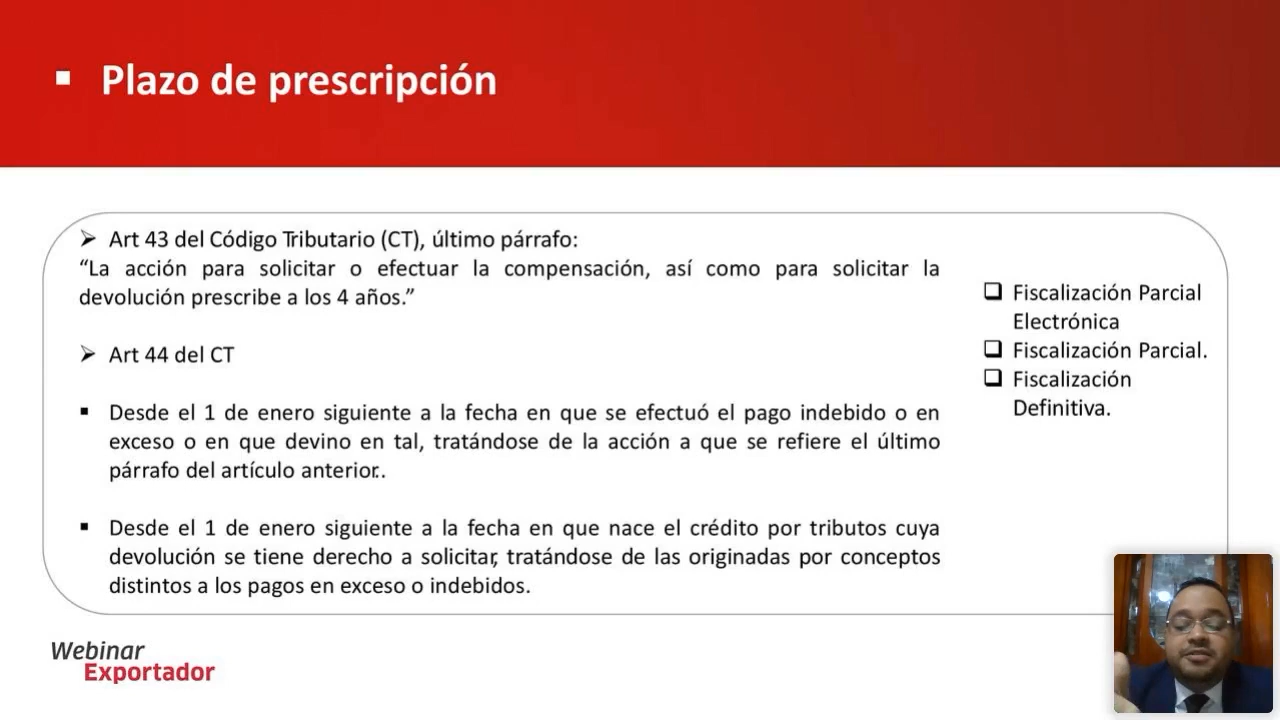 Plazo de prescripción
Art 43 del Código Tributario (CT), último párrafo:
“La acción para solicitar o efectuar la compensación, así como para solicitar la
devolución prescribe a los 4 años.”
Art 44 del CT
Desde el 1 de enero siguiente a la fecha en que se efectuó el pago indebido o en
exceso o en que devino en tal, tratándose de la acción a que se refiere el último
párrafo del artículo anterior..
Desde el 1 de enero siguiente a la fecha en que nace el crédito por tributos cuya
devolución se tiene derecho a solicitar, tratándose de las originadas por conceptos
distintos a los pagos en exceso o indebidos.
Fiscalización Parcial
Electrónica
Fiscalización Parcial.
Fiscalización
Definitiva.
Webinar
Exportador